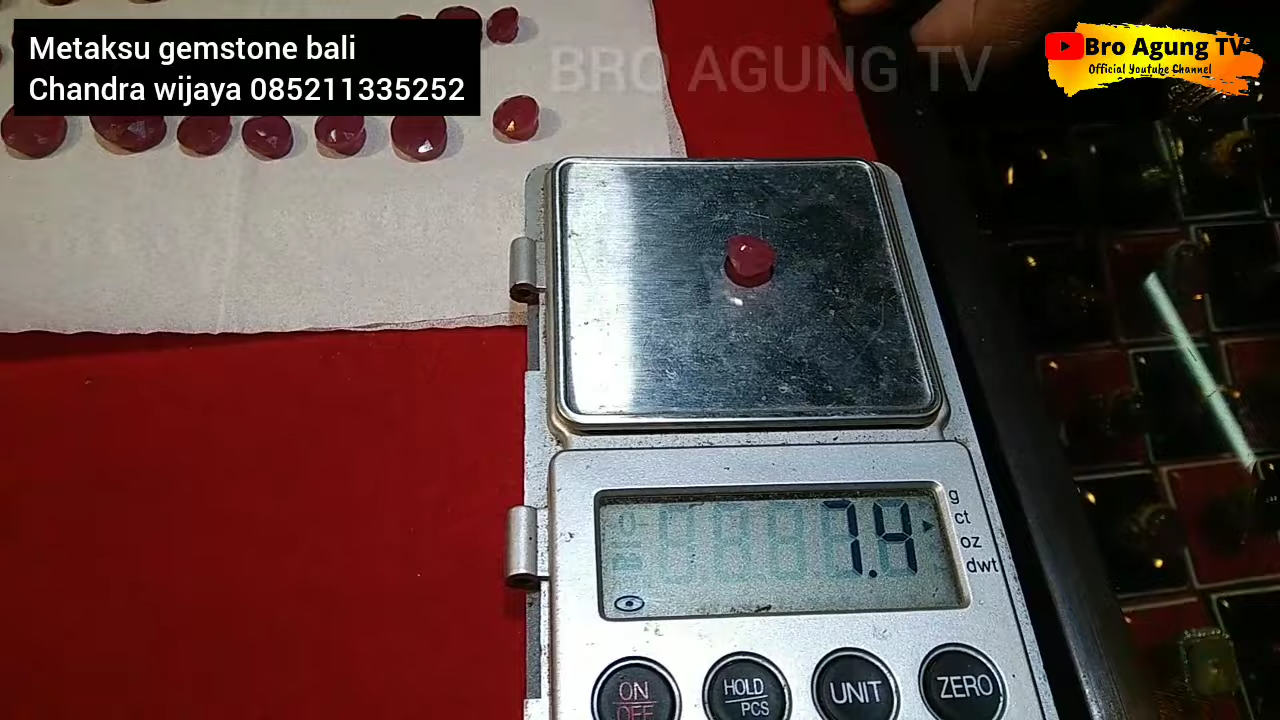 Metaksu gemstone bali
Chandra wijaya 085211335252
BRO AGUNG TV
Bro Agung TV
Official Youtube Channel
7.4
g
ct
oz
dwt
ON
OFF
HOLD
PCS
UNIT
ZERO